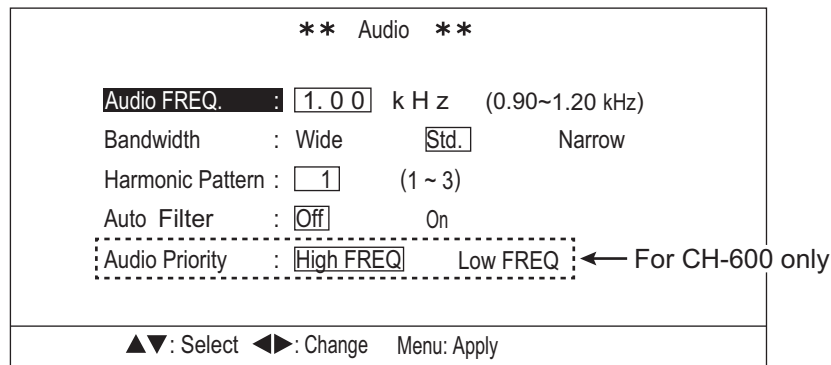 ** Audio **
Audio FREQ. : 1.00 kHz (0.90~1.20 kHz)
Bandwidth : Wide Std. Narrow
Harmonic Pattern : 1 (1 ~ 3)
Auto Filter : Off On
Audio Priority : High FREQ Low FREQ ← For CH-600 only
▲▼: Select ◀▶: Change Menu: Apply